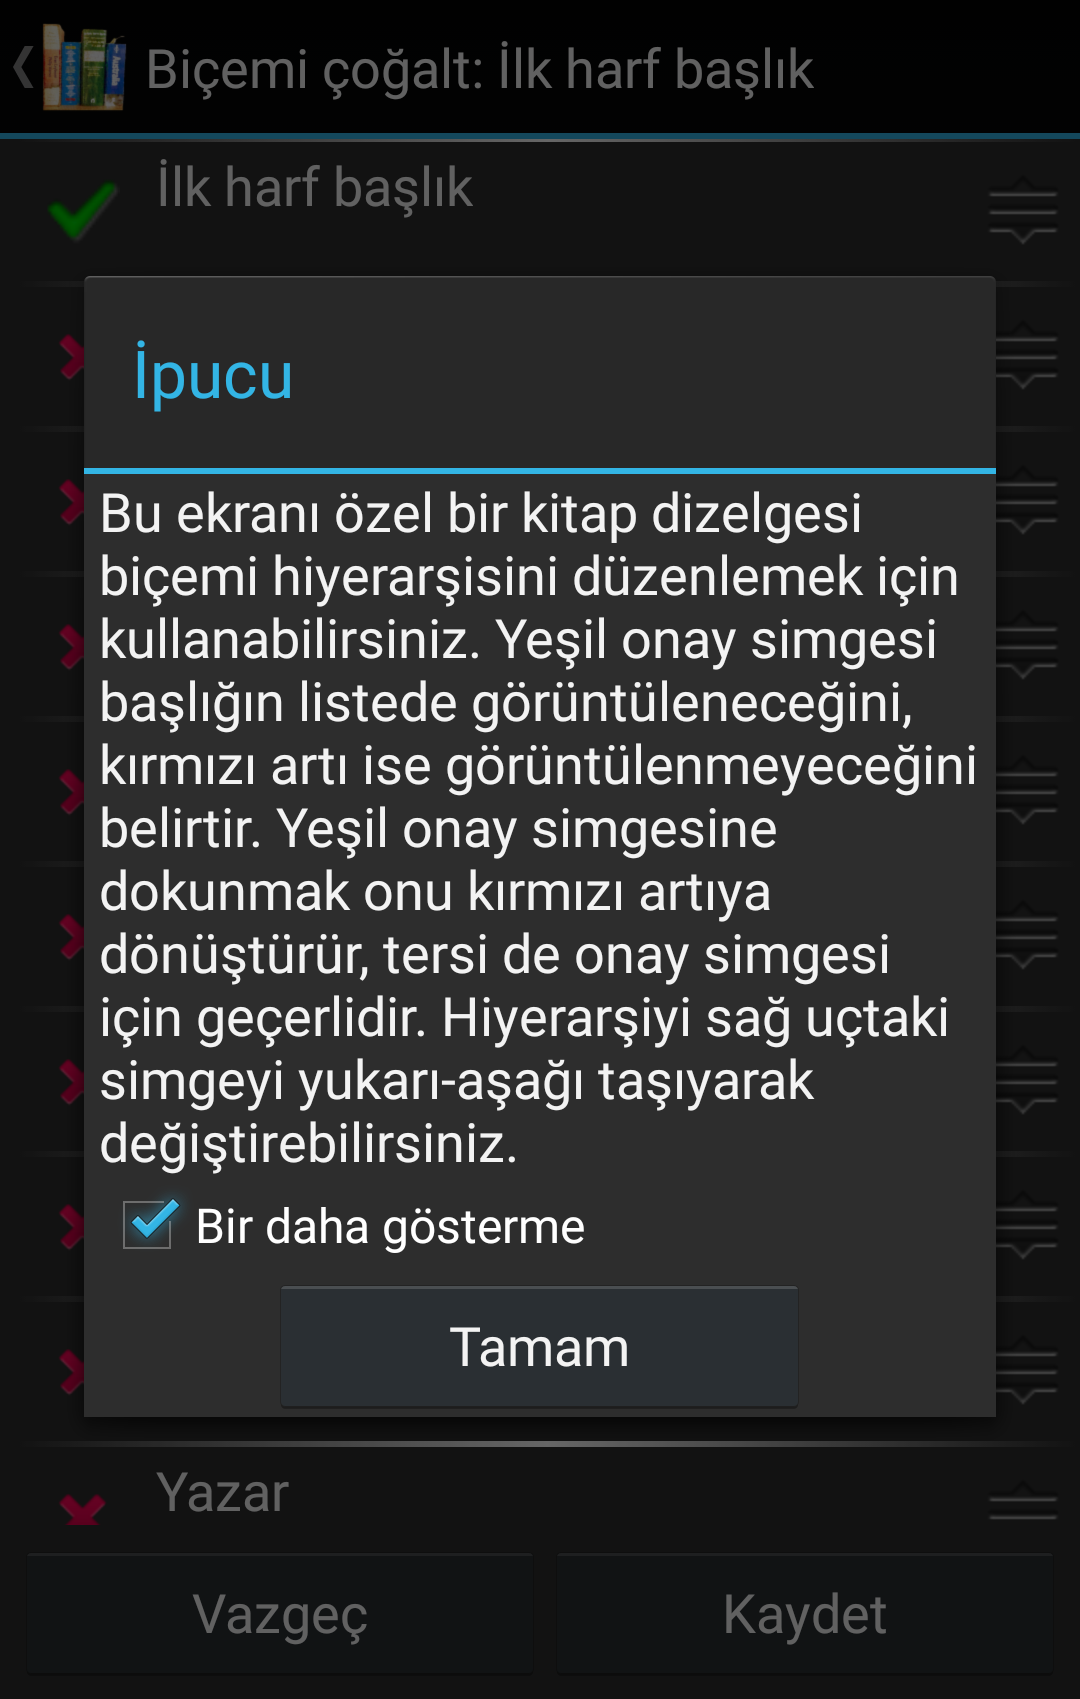 Biçemi çoğalt: İlk harf başlık
İlk harf başlık
İpucu
Bu ekranı özel bir kitap dizelgesi
biçemi hiyerarşisini düzenlemek için
kullanabilirsiniz. Yeşil onay simgesi
başlığın listede görüntüleneceğini,
kırmızı artı ise görüntülenmeyeceğini
belirtir. Yeşil onay simgesine
dokunmak onu kırmızı artıya
dönüştürür, tersi de onay simgesi
için geçerlidir. Hiyerarşiyi sağ uçtaki
simgeyi yukarı-aşağı taşıyarak
değiştirebilirsiniz.
Bir daha gösterme
Tamam
Yazar
Vazgeç
Kaydet